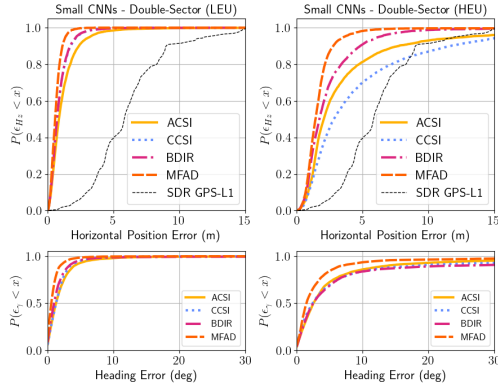 Small CNNs - Double-Sector (LEU)
1.0
0.8
0.6
0.4
0.2
0.0
P(ϵ_Hz < x)
ACSI
CCSI
BDIR
MFAD
SDR GPS-L1
0 5 10 15
Horizontal Position Error (m)
Small CNNs - Double-Sector (HEU)
1.0
0.8
0.6
0.4
0.2
0.0
P(ϵ_Hz < x)
ACSI
CCSI
BDIR
MFAD
SDR GPS-L1
0 5 10 15
Horizontal Position Error (m)
1.0
0.5
0.0
P(ϵ_γ < x)
ACSI
CCSI
BDIR
MFAD
0 10 20 30
Heading Error (deg)
1.0
0.5
0.0
P(ϵ_γ < x)
ACSI
CCSI
BDIR
MFAD
0 10 20 30
Heading Error (deg)